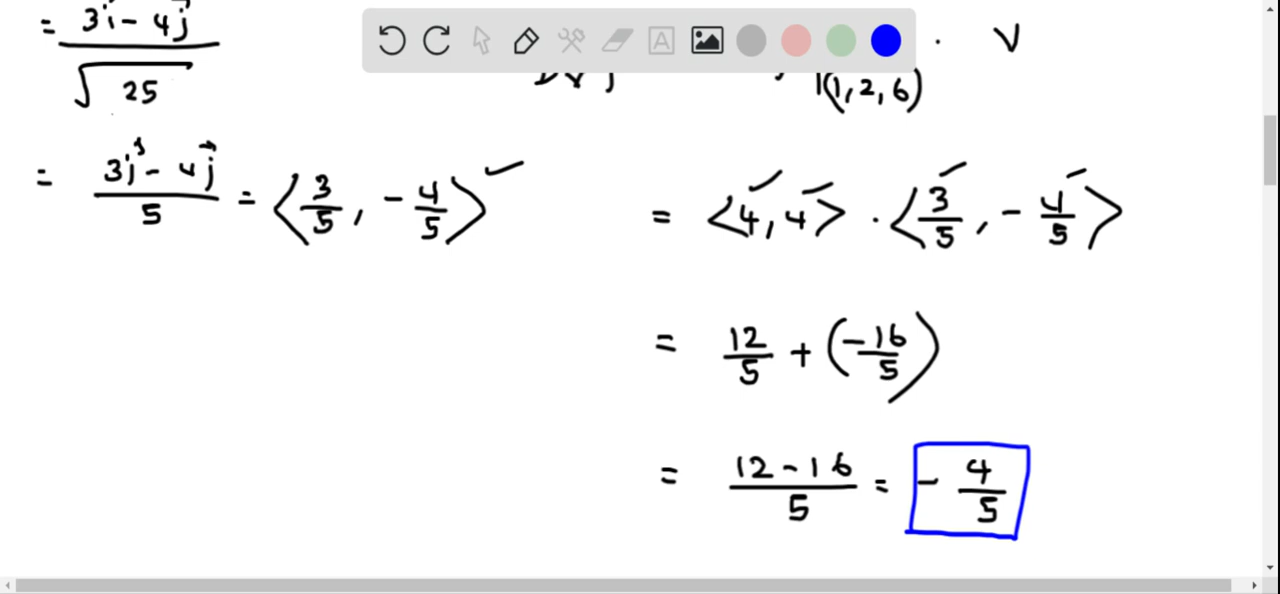 = (3i⃗ - 4j⃗)/√25
= (3i⃗ - 4j⃗)/5 = ⟨3/5, -4/5⟩ ✓
· V
|(1, 2, 6)
= ⟨4, 4⟩ · ⟨3/5, -4/5⟩
= 12/5 + (-16/5)
= (12 - 16)/5 = -4/5